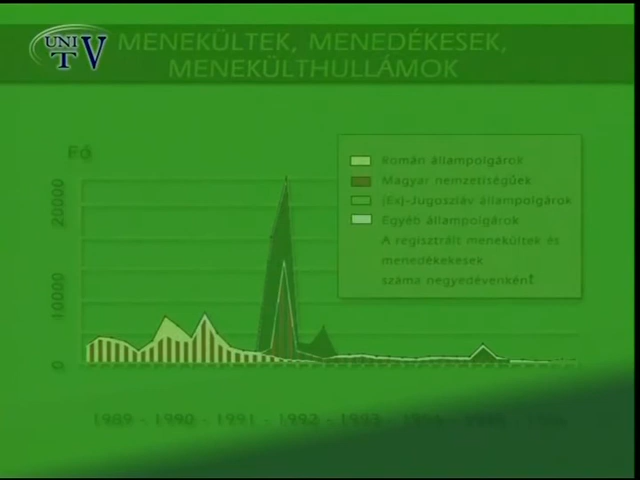 UNI TV
MENEKÜLTEK, MENEDÉKESEK,
MENEKÜLTHULLÁMOK
Fő
Román állampolgárok
Magyar nemzetiségűek
(Ex)-Jugoszláv állampolgárok
Egyéb állampolgárok
A regisztrált menekültek és
menedékekesek
száma negyedévenként
20000
10000
0
1989 - 1990 - 1991 - 1992 - 1993